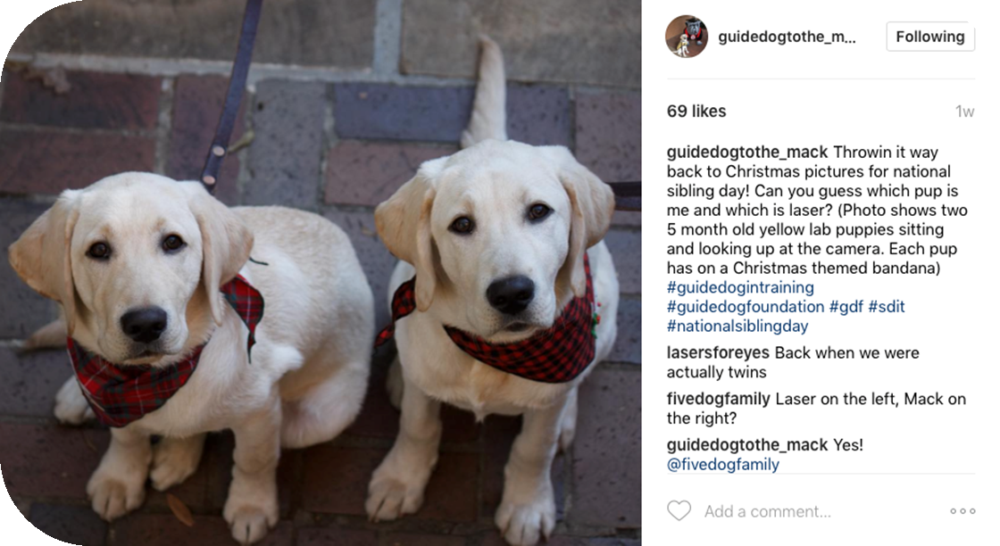 guidedogtothe_m...
Following
69 likes
1w
guidedogtothe_mack Throwin it way
back to Christmas pictures for national
sibling day! Can you guess which pup is
me and which is laser? (Photo shows two
5 month old yellow lab puppies sitting
and looking up at the camera. Each pup
has on a Christmas themed bandana)
#guidedogintraining
#guidedogfoundation #gdf #sdit
#nationalsiblingday
lasersforeyes Back when we were
actually twins
fivedogfamily Laser on the left, Mack on
the right?
guidedogtothe_mack Yes!
@fivedogfamily
Add a comment...